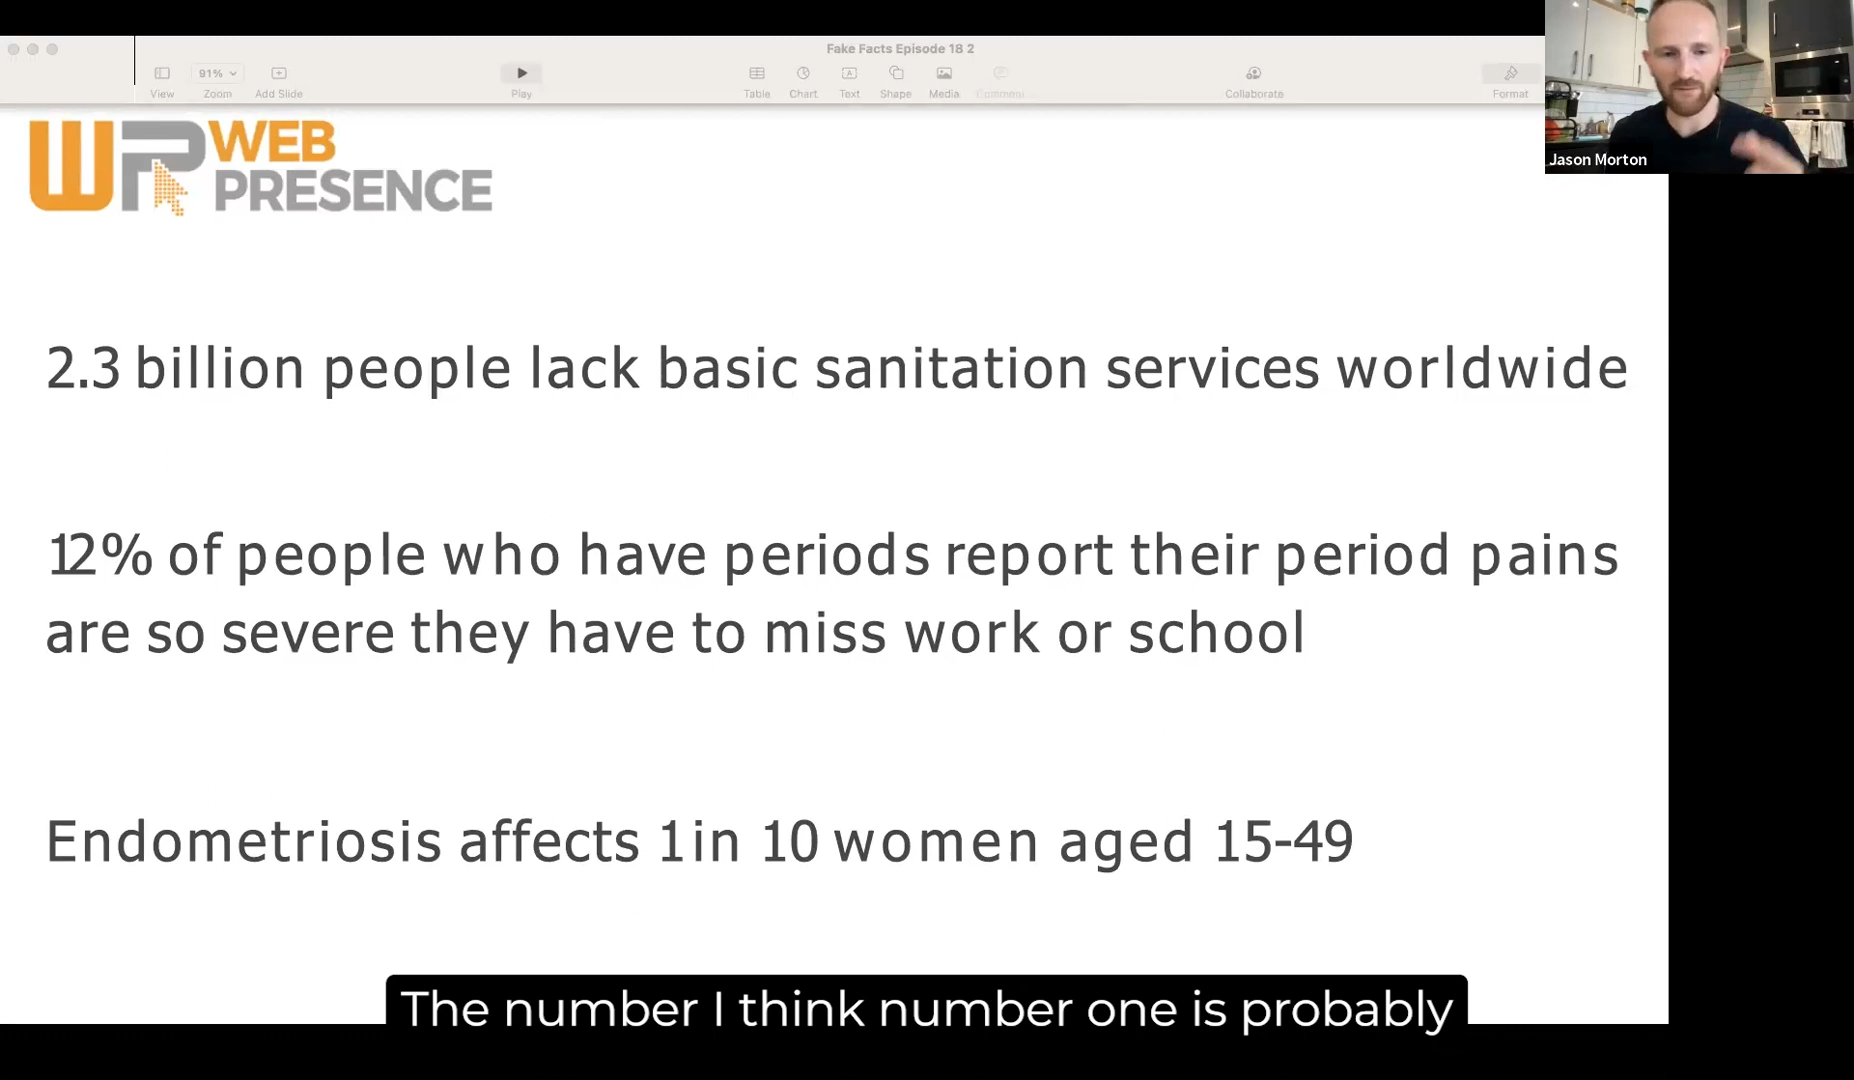 Fake Facts Episode 18 2
91%
View
Zoom
Add Slide
Play
Table
Chart
Text
Shape
Media
Comment
Collaborate
Format
Jason Morton
WP WEB
PRESENCE
2.3 billion people lack basic sanitation services worldwide
12% of people who have periods report their period pains
are so severe they have to miss work or school
Endometriosis affects 1 in 10 women aged 15-49
The number I think number one is probably